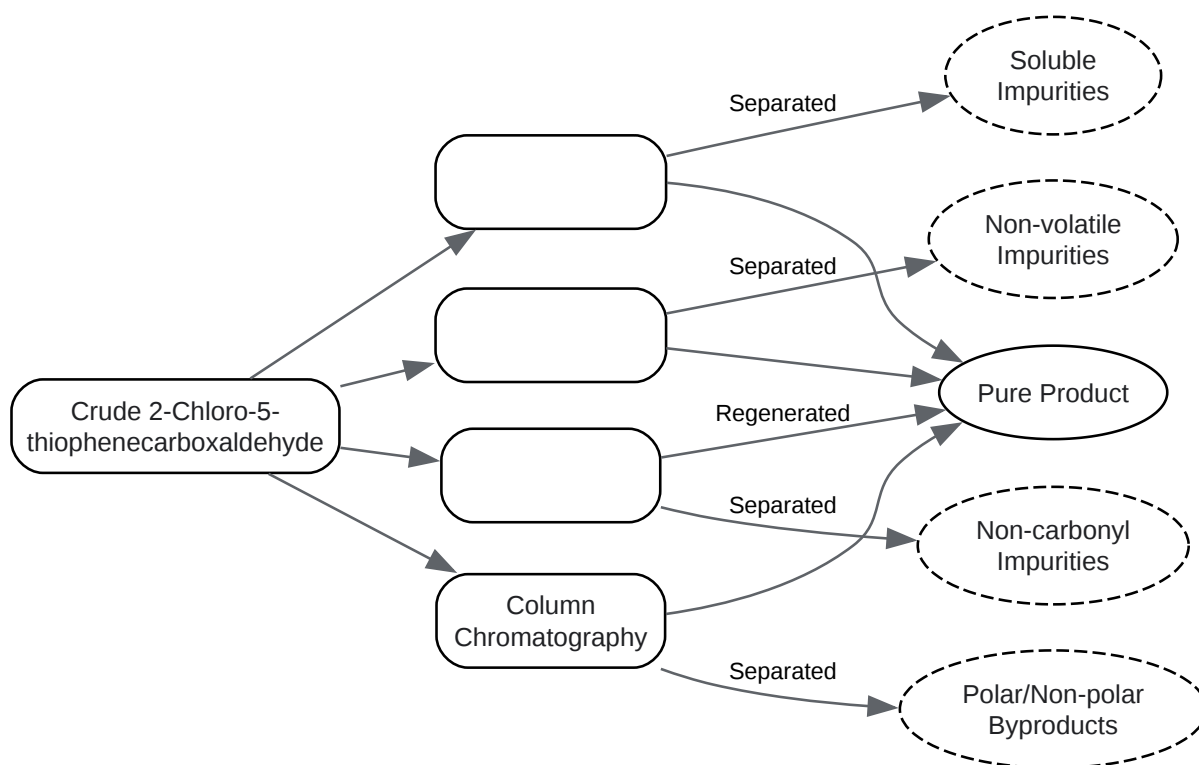 Soluble
Impurities
Separated
Non-volatile
Impurities
Separated
Crude 2-Chloro-5-
thiophenecarboxaldehyde
Pure Product
Regenerated
Separated
Non-carbonyl
Impurities
Column
Chromatography
Separated
Polar/Non-polar
Byproducts